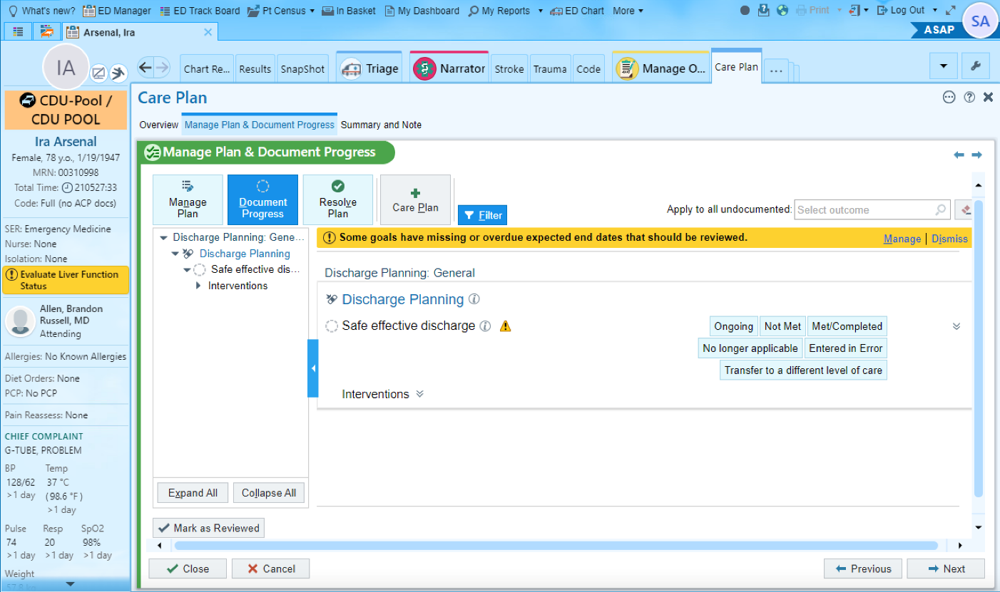 What's new?
ED Manager
ED Track Board
Pt Census
In Basket
My Dashboard
My Reports
ED Chart
More
Print
Log Out
SA
Arsenal, Ira
ASAP
IA
Chart Re...
Results
SnapShot
Triage
Narrator
Stroke
Trauma
Code
Manage O...
Care Plan
...
CDU-Pool /
CDU POOL
Ira Arsenal
Female, 78 y.o., 1/19/1947
MRN: 00310998
Total Time: 210527:33
Code: Full (no ACP docs)
SER: Emergency Medicine
Nurse: None
Isolation: None
Evaluate Liver Function
Status
Allen, Brandon
Russell, MD
Attending
Allergies: No Known Allergies
Diet Orders: None
PCP: No PCP
Pain Reassess: None
CHIEF COMPLAINT
G-TUBE, PROBLEM
BP Temp
128/62 37 °C
>1 day (98.6 °F)
>1 day
Pulse Resp SpO2
74 20 98%
>1 day >1 day >1 day
Weight
Care Plan
Overview
Manage Plan & Document Progress
Summary and Note
Manage Plan & Document Progress
Manage
Plan
Document
Progress
Resolve
Plan
Care Plan
Filter
Apply to all undocumented:
Select outcome
Discharge Planning: Gene...
Discharge Planning
Safe effective dis...
Interventions
Expand All
Collapse All
Some goals have missing or overdue expected end dates that should be reviewed.
Manage | Dismiss
Discharge Planning: General
Discharge Planning
Safe effective discharge
Ongoing
Not Met
Met/Completed
No longer applicable
Entered in Error
Transfer to a different level of care
Interventions
Mark as Reviewed
Close
Cancel
Previous
Next